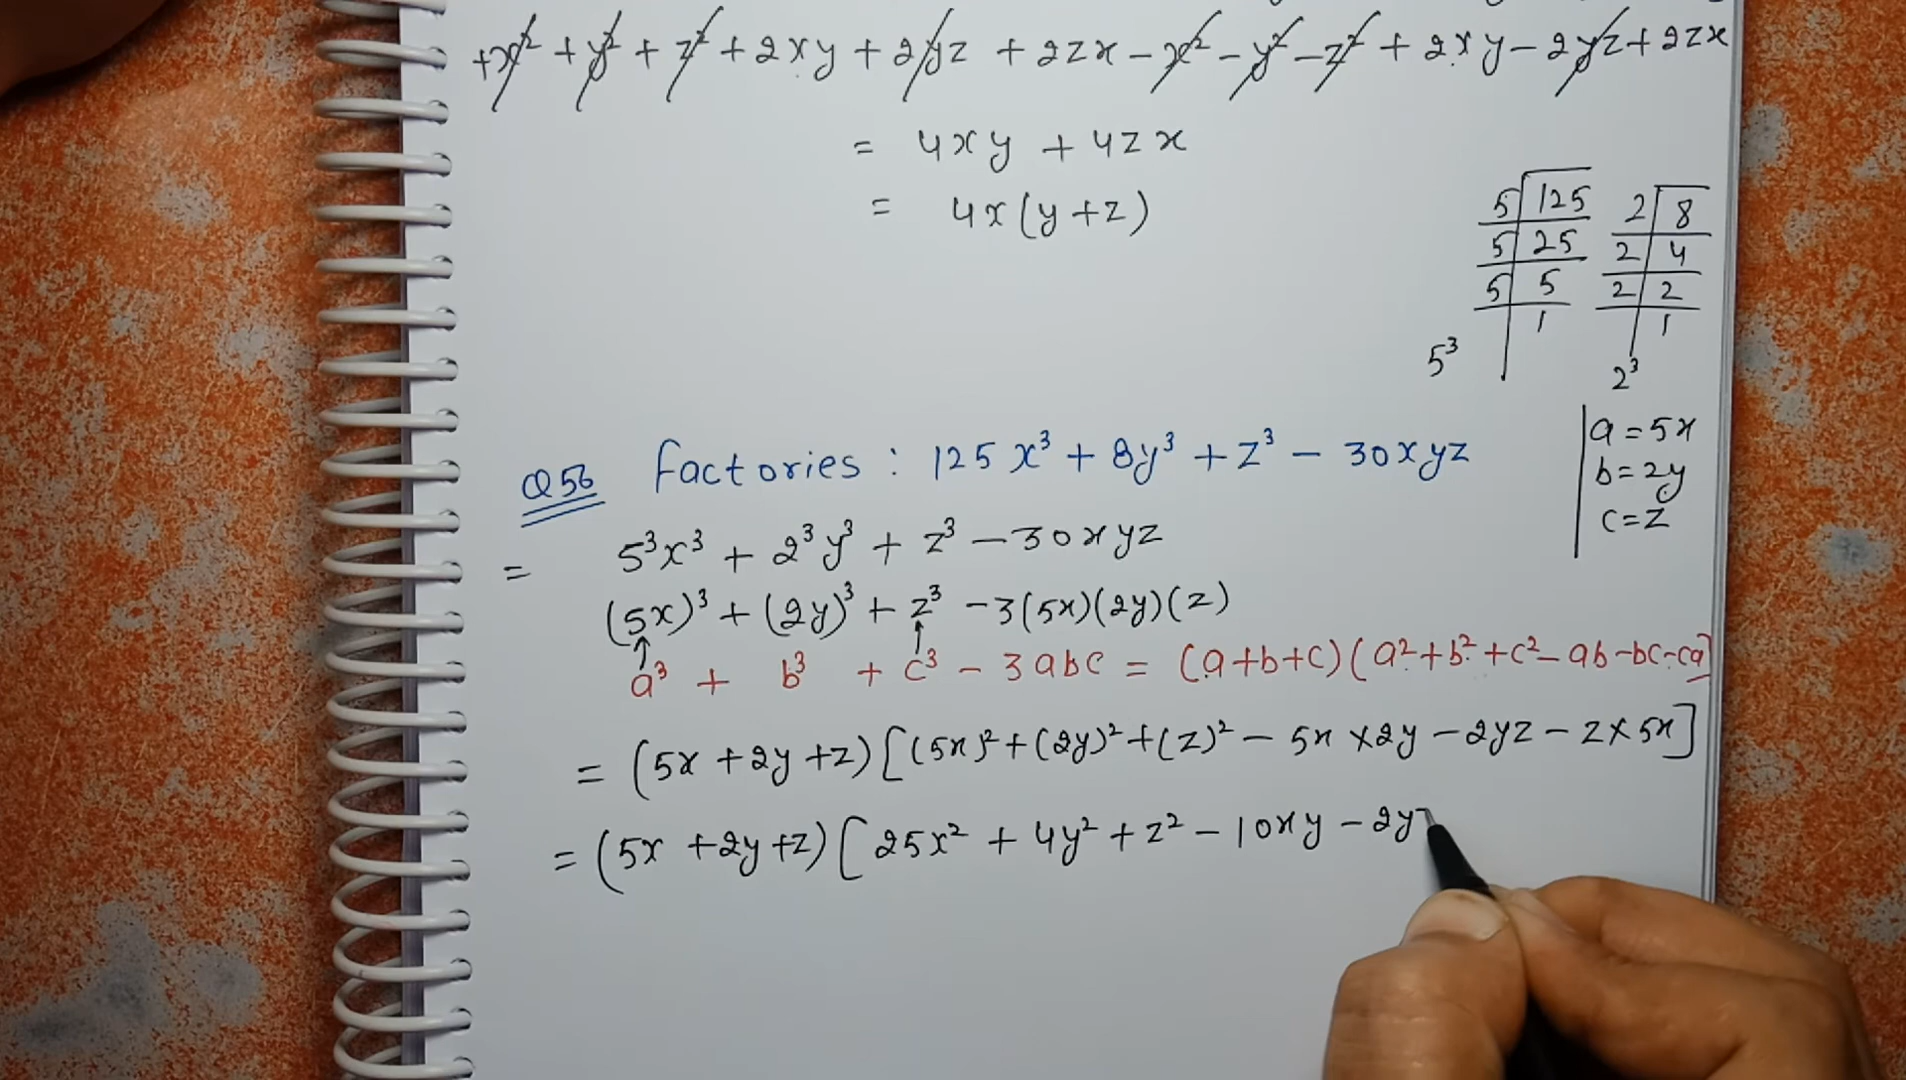 +x² + y² + z² + 2xy + 2yz + 2zx - x² - y² - z² + 2xy - 2yz + 2zx
= 4xy + 4zx
= 4x(y+z)
5 125 2 8
5 25 2 4
5 5 2 2
1 1
5³ 2³
Q56 Factories : 125x³ + 8y³ + z³ - 30xyz
a = 5x
b = 2y
c = z
= 5³x³ + 2³y³ + z³ - 30xyz
(5x)³ + (2y)³ + z³ - 3(5x)(2y)(z)
a³ + b³ + c³ - 3abc = (a+b+c)(a²+b²+c²-ab-bc-ca)
= (5x + 2y + z)[(5x)² + (2y)² + (z)² - 5x × 2y - 2yz - z × 5x]
= (5x + 2y + z)[25x² + 4y² + z² - 10xy - 2yz